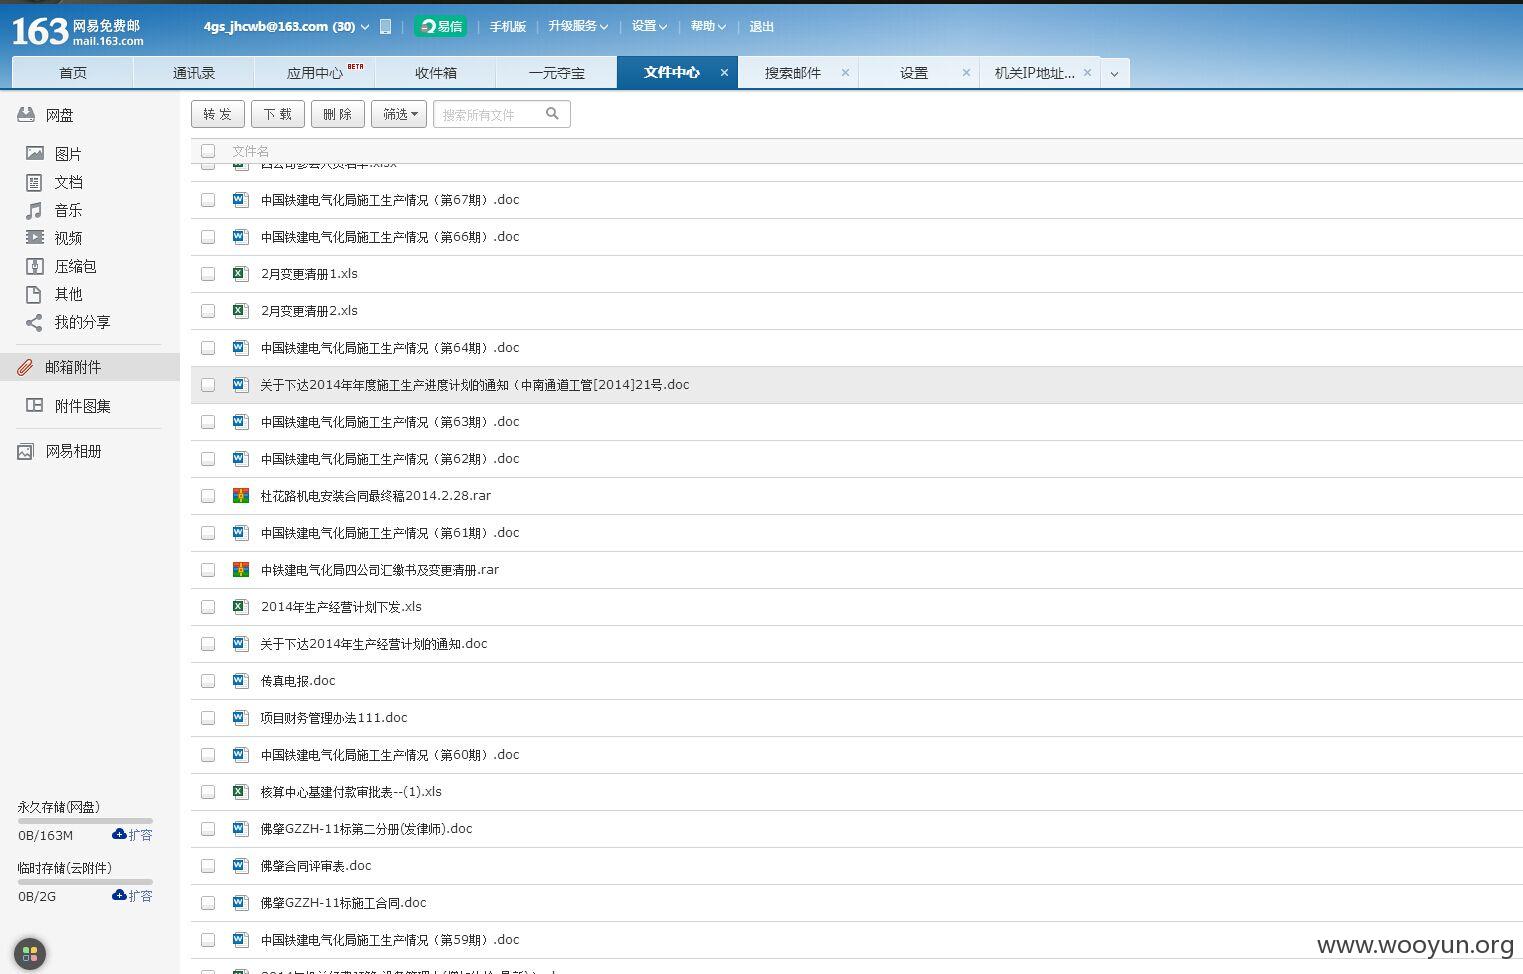 163 网易免费邮
mail.163.com
4gs_jhcwb@163.com (30) 易信 手机版 升级服务 设置 帮助 退出
首页 通讯录 应用中心 BETA 收件箱 一元夺宝 文件中心 × 搜索邮件 × 设置 × 机关IP地址... ×
网盘
图片
文档
音乐
视频
压缩包
其他
我的分享
邮箱附件
附件图集
网易相册
永久存储(网盘)
0B/163M 扩容
临时存储(云附件)
0B/2G 扩容
转 发 下 载 删 除 筛选 搜索所有文件
文件名
四公司参会人员名单.xlsx
中国铁建电气化局施工生产情况（第67期）.doc
中国铁建电气化局施工生产情况（第66期）.doc
2月变更清册1.xls
2月变更清册2.xls
中国铁建电气化局施工生产情况（第64期）.doc
关于下达2014年年度施工生产进度计划的通知（中南通道工管[2014]21号.doc
中国铁建电气化局施工生产情况（第63期）.doc
中国铁建电气化局施工生产情况（第62期）.doc
杜花路机电安装合同最终稿2014.2.28.rar
中国铁建电气化局施工生产情况（第61期）.doc
中铁建电气化局四公司汇缴书及变更清册.rar
2014年生产经营计划下发.xls
关于下达2014年生产经营计划的通知.doc
传真电报.doc
项目财务管理办法111.doc
中国铁建电气化局施工生产情况（第60期）.doc
核算中心基建付款审批表--(1).xls
佛肇GZZH-11标第二分册(发律师).doc
佛肇合同评审表.doc
佛肇GZZH-11标施工合同.doc
中国铁建电气化局施工生产情况（第59期）.doc
www.wooyun.org